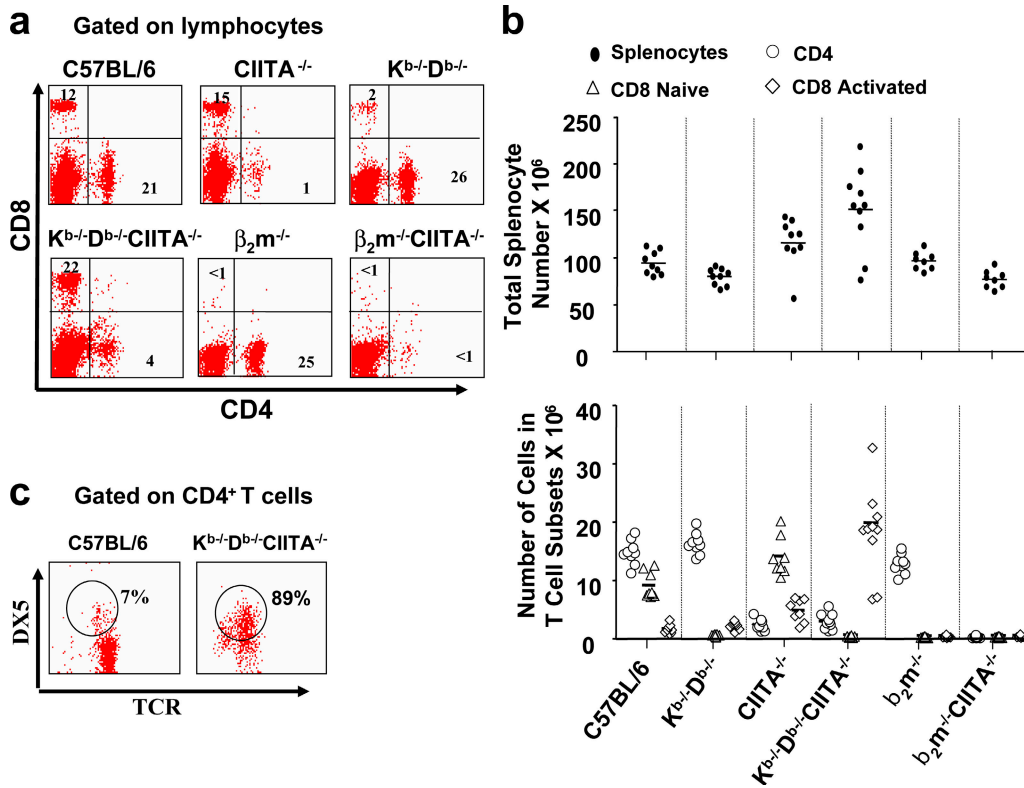 a Gated on lymphocytes
C57BL/6 CIITA-/- Kb-/-Db-/-
12 15 2
21 1 26
Kb-/-Db-/-CIITA-/- β2m-/- β2m-/-CIITA-/-
22 <1 <1
4 25 <1
CD8
CD4
b
Splenocytes CD4
CD8 Naive CD8 Activated
Total Splenocyte
Number X 10⁶
250
200
150
100
50
0
Number of Cells in
T Cell Subsets X 10⁶
40
30
20
10
0
C57BL/6
Kb-/-Db-/-
CIITA-/-
Kb-/-Db-/-CIITA-/-
b2m-/-
b2m-/-CIITA-/-
c Gated on CD4+ T cells
C57BL/6 Kb-/-Db-/-CIITA-/-
7% 89%
DX5
TCR